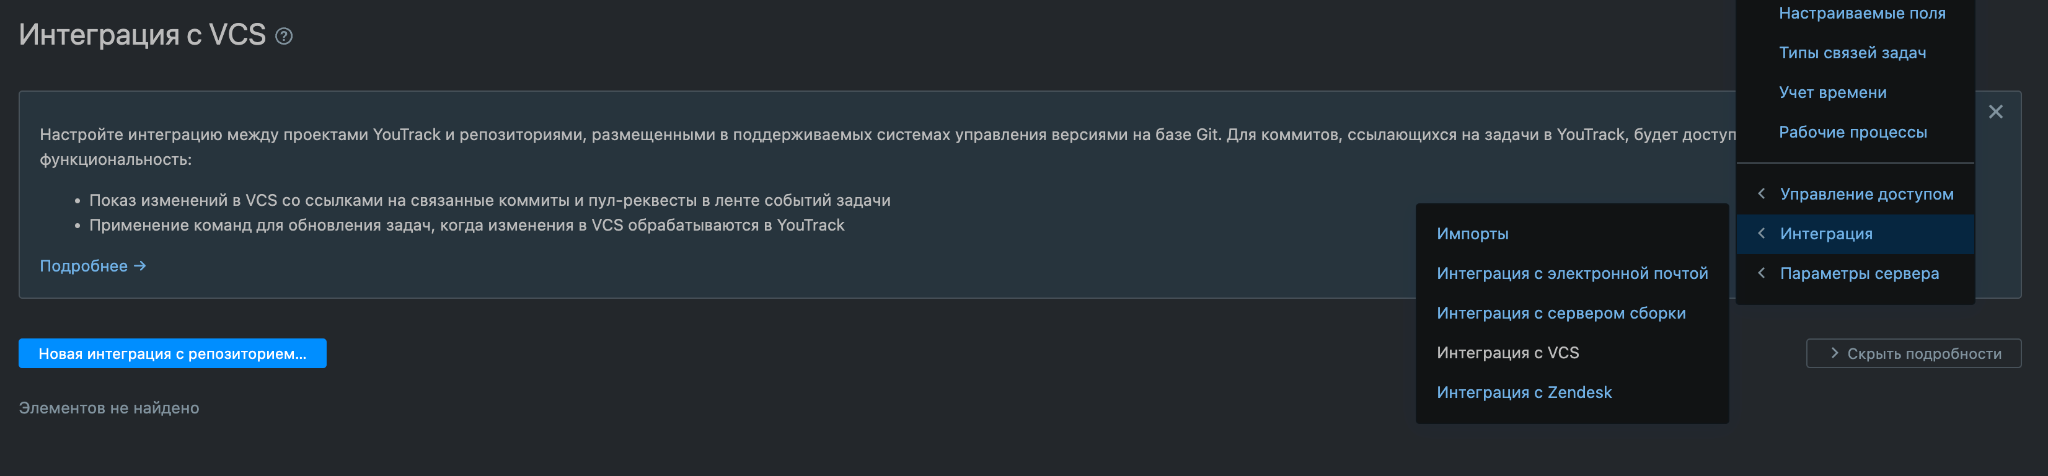 Интеграция с VCS
Настройте интеграцию между проектами YouTrack и репозиториями, размещенными в поддерживаемых системах управления версиями на базе Git. Для коммитов, ссылающихся на задачи в YouTrack, будет
функциональность:
• Показ изменений в VCS со ссылками на связанные коммиты и пул-реквесты в ленте событий задачи
• Применение команд для обновления задач, когда изменения в VCS обрабатываются в YouTrack
Подробнее →
Новая интеграция с репозиторием...
Скрыть подробности
Элементов не найдено
Настраиваемые поля
Типы связей задач
Учет времени
Рабочие процессы
Управление доступом
Интеграция
Параметры сервера
Импорты
Интеграция с электронной почтой
Интеграция с сервером сборки
Интеграция с VCS
Интеграция с Zendesk